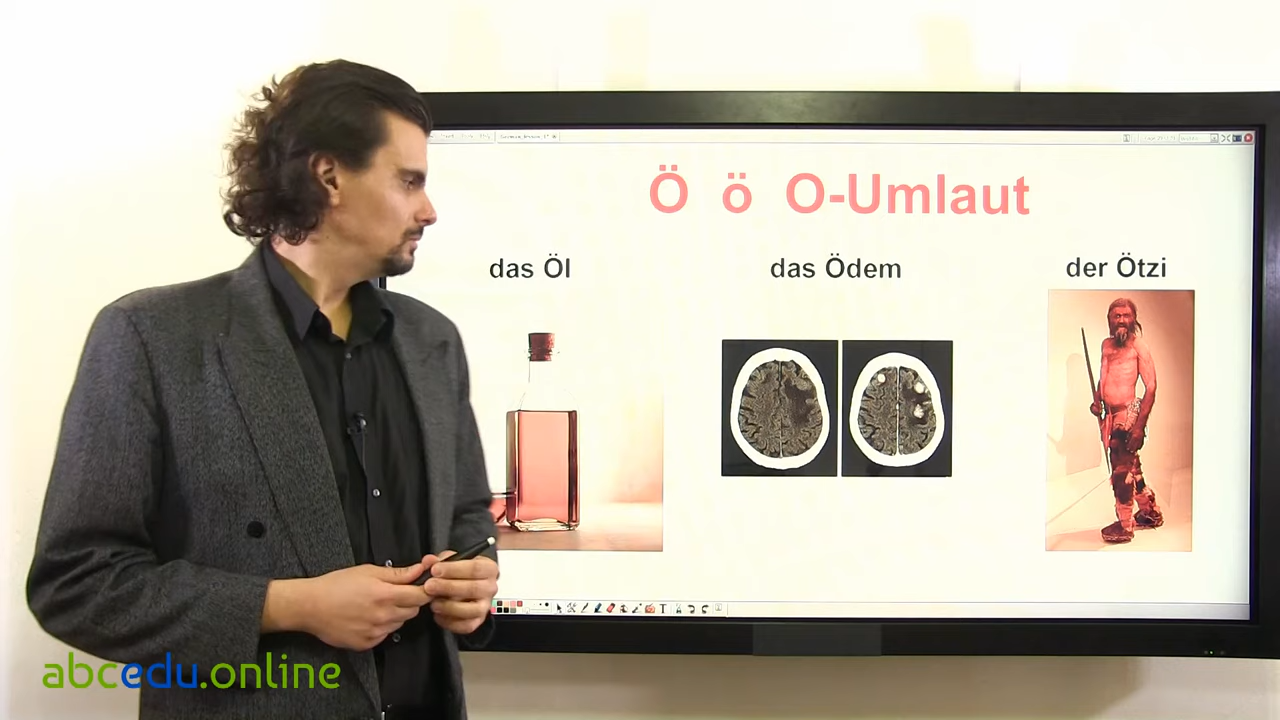 Ö ö O-Umlaut
das Öl
das Ödem
der Ötzi
abcedu.online